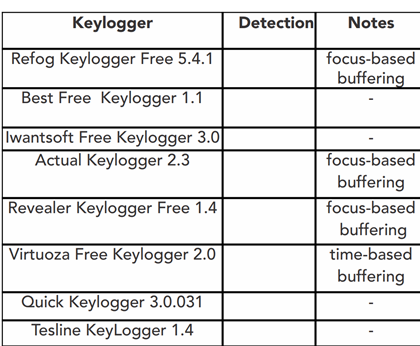 Keylogger Detection Notes
Refog Keylogger Free 5.4.1 focus-based
buffering
Best Free Keylogger 1.1 -
Iwantsoft Free Keylogger 3.0 -
Actual Keylogger 2.3 focus-based
buffering
Revealer Keylogger Free 1.4 focus-based
buffering
Virtuoza Free Keylogger 2.0 time-based
buffering
Quick Keylogger 3.0.031 -
Tesline KeyLogger 1.4 -